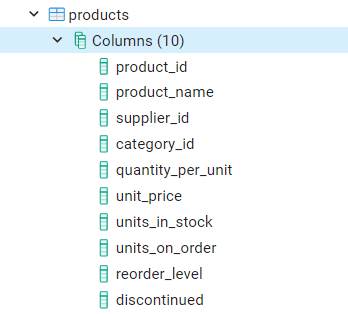 products
Columns (10)
product_id
product_name
supplier_id
category_id
quantity_per_unit
unit_price
units_in_stock
units_on_order
reorder_level
discontinued